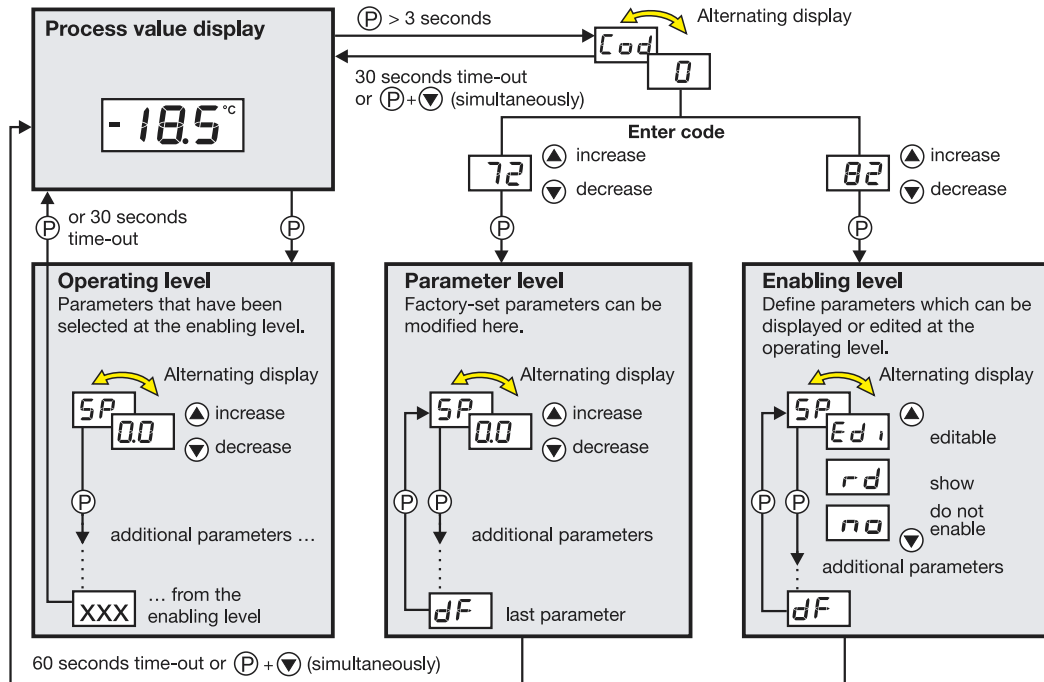 Process value display
-18.5 °C
P > 3 seconds
Alternating display
Cod
0
30 seconds time-out
or P+▼ (simultaneously)
Enter code
72
▲ increase
▼ decrease
82
▲ increase
▼ decrease
P or 30 seconds
time-out
P
P
P
Operating level
Parameters that have been
selected at the enabling level.
Alternating display
SP
0.0
▲ increase
▼ decrease
P
additional parameters ...
xxx
... from the
enabling level
Parameter level
Factory-set parameters can be
modified here.
Alternating display
SP
0.0
▲ increase
▼ decrease
P P
additional parameters
dF
last parameter
Enabling level
Define parameters which can be
displayed or edited at the
operating level.
Alternating display
SP
Edi
▲
editable
rd
show
P P
no
do not
enable
▼
additional parameters
dF
60 seconds time-out or P + ▼ (simultaneously)